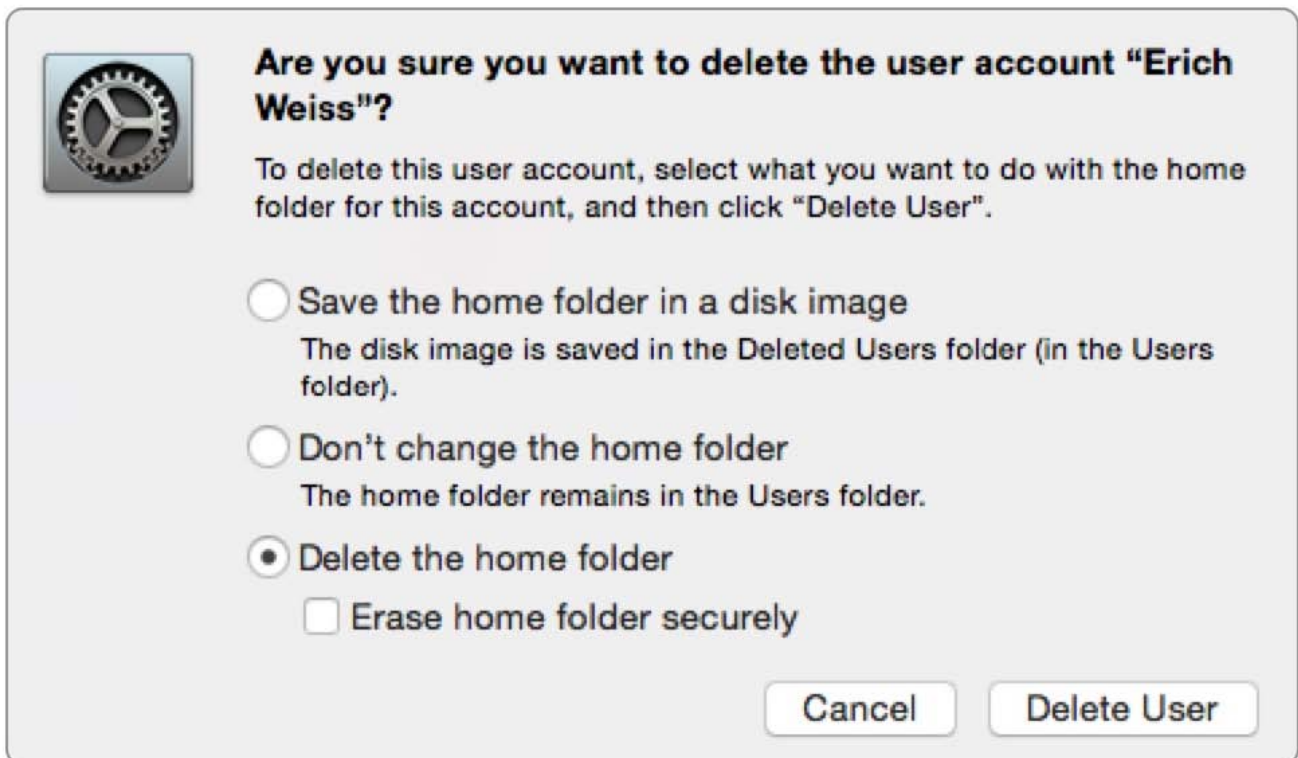 Are you sure you want to delete the user account “Erich
Weiss”?
To delete this user account, select what you want to do with the home
folder for this account, and then click “Delete User”.
Save the home folder in a disk image
The disk image is saved in the Deleted Users folder (in the Users
folder).
Don’t change the home folder
The home folder remains in the Users folder.
Delete the home folder
Erase home folder securely
Cancel Delete User